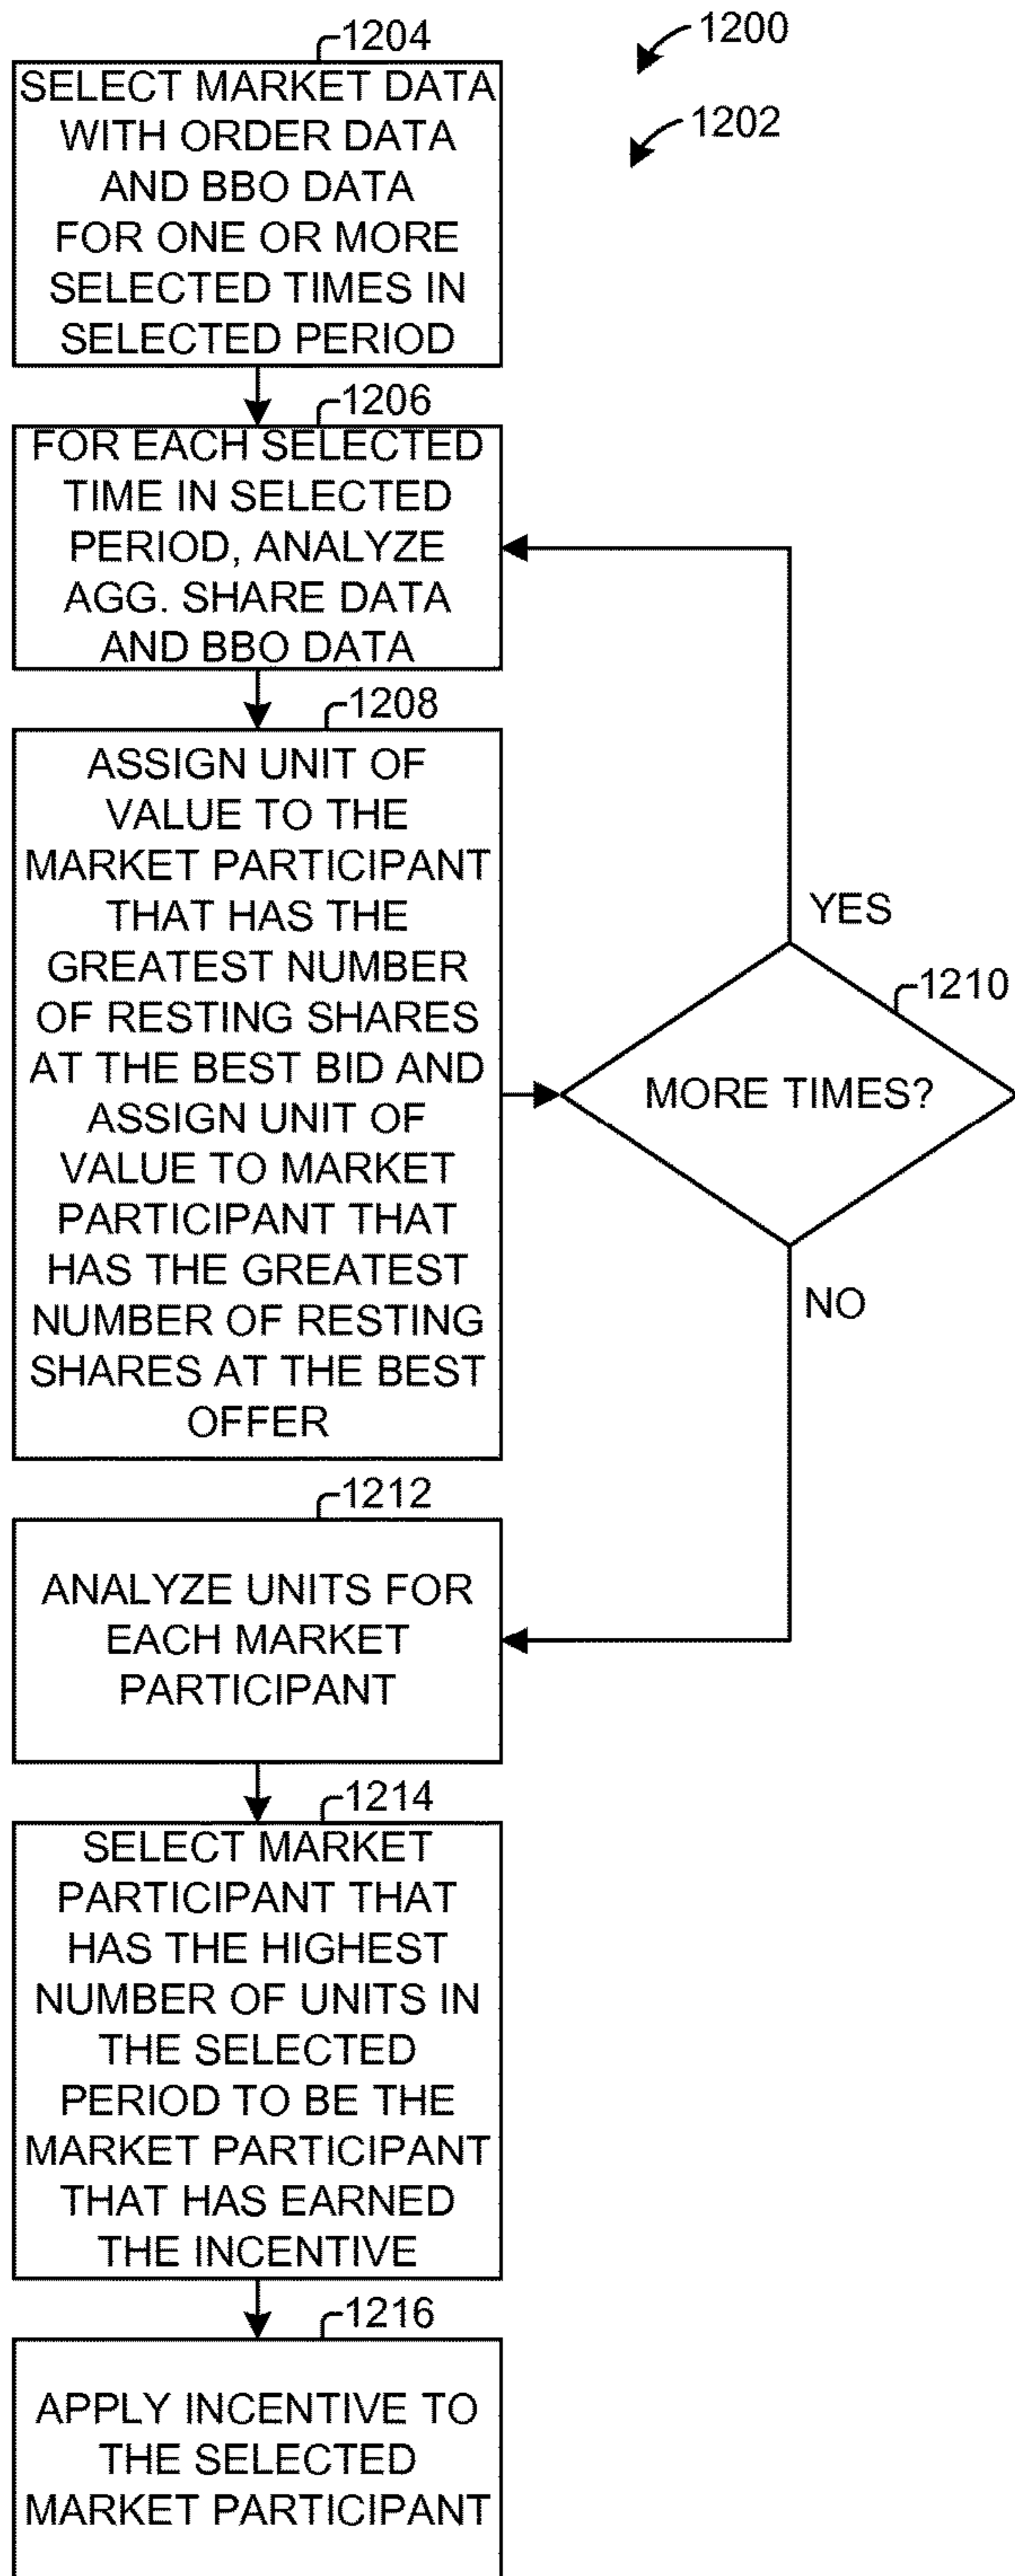 1200
1202
1204
SELECT MARKET DATA
WITH ORDER DATA
AND BBO DATA
FOR ONE OR MORE
SELECTED TIMES IN
SELECTED PERIOD
1206
FOR EACH SELECTED
TIME IN SELECTED
PERIOD, ANALYZE
AGG. SHARE DATA
AND BBO DATA
1208
ASSIGN UNIT OF
VALUE TO THE
MARKET PARTICIPANT
THAT HAS THE
GREATEST NUMBER
OF RESTING SHARES
AT THE BEST BID AND
ASSIGN UNIT OF
VALUE TO MARKET
PARTICIPANT THAT
HAS THE GREATEST
NUMBER OF RESTING
SHARES AT THE BEST
OFFER
YES
1210
MORE TIMES?
NO
1212
ANALYZE UNITS FOR
EACH MARKET
PARTICIPANT
1214
SELECT MARKET
PARTICIPANT THAT
HAS THE HIGHEST
NUMBER OF UNITS IN
THE SELECTED
PERIOD TO BE THE
MARKET PARTICIPANT
THAT HAS EARNED
THE INCENTIVE
1216
APPLY INCENTIVE TO
THE SELECTED
MARKET PARTICIPANT